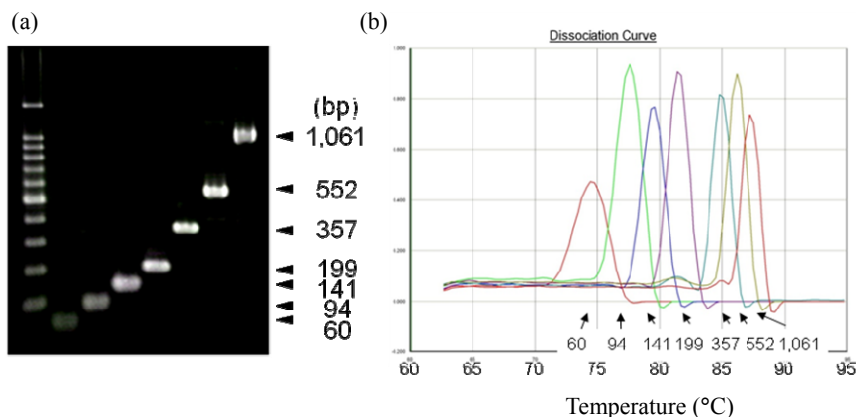 (a)
(bp)
1,061
552
357
199
141
94
60
(b)
Dissociation Curve
60 94 141 199 357 552 1,061
60 65 70 75 80 85 90 95
Temperature (°C)